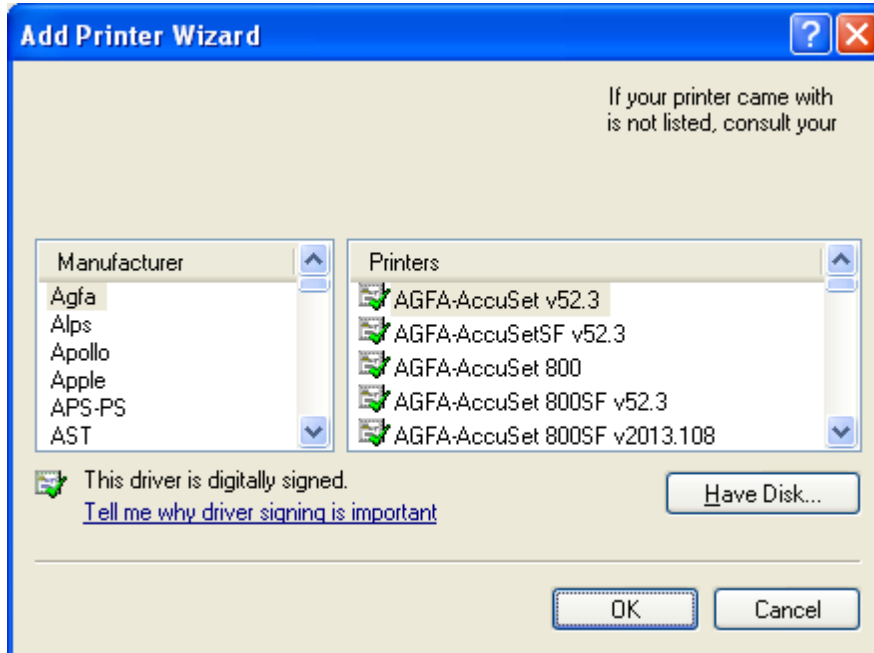 Add Printer Wizard
If your printer came with
is not listed, consult your
Manufacturer
Agfa
Alps
Apollo
Apple
APS-PS
AST
Printers
AGFA-AccuSet v52.3
AGFA-AccuSetSF v52.3
AGFA-AccuSet 800
AGFA-AccuSet 800SF v52.3
AGFA-AccuSet 800SF v2013.108
This driver is digitally signed.
Tell me why driver signing is important
Have Disk...
OK
Cancel